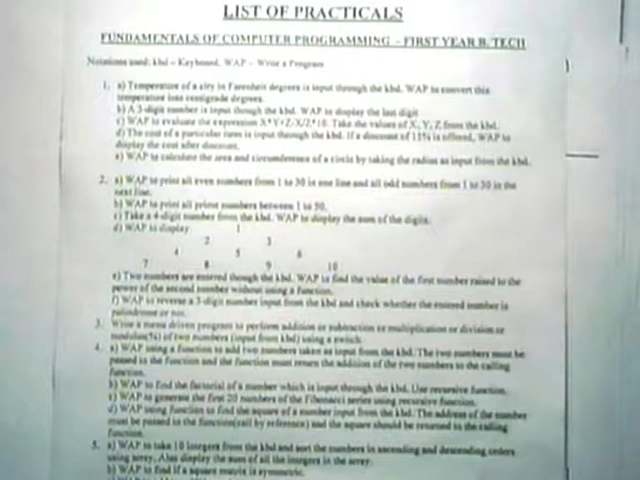 LIST OF PRACTICALS
FUNDAMENTALS OF COMPUTER PROGRAMMING - FIRST YEAR B. TECH
Notations used: kbd - Keyboard, WAP - Write a Program
1. a) Temperature of a city in Farenheit degrees is input through the kbd. WAP to convert this
temperature into centigrade degrees.
b) A 3-digit number is input though the kbd. WAP to display the last digit
c) WAP to evaluate the expression X*Y+Z/X/2*10. Take the values of X, Y, Z from the kbd.
d) The cost of a particular item is input through the kbd. If a discount of 15% is offered, WAP to
display the cost after discount.
e) WAP to calculate the area and circumference of a circle by taking the radius as input from the kbd.
2. a) WAP to print all even numbers from 1 to 30 in one line and all odd numbers from 1 to 30 in the
next line.
b) WAP to print all prime numbers between 1 to 50.
c) Take a 4-digit number from the kbd. WAP to display the sum of the digits.
d) WAP to display 1
2 3
4 5 6
7 8 9 10
e) Two numbers are entered though the kbd. WAP to find the value of the first number raised to the
power of the second number without using a function.
f) WAP to reverse a 3-digit number input from the kbd and check whether the entered number is
palindrome or not.
3. Write a menu driven program to perform addition or subtraction or multiplication or division or
modulus(%) of two numbers (input from kbd) using a switch.
4. a) WAP using a function to add two numbers taken as input from the kbd. The two numbers must be
passed to the function and the function must return the addition of the two numbers to the calling
function.
b) WAP to find the factorial of a number which is input through the kbd. Use recursive function.
c) WAP to generate the first 20 numbers of the Fibonacci series using recursive function.
d) WAP using function to find the square of a number input from the kbd. The address of the number
must be passed to the function(call by reference) and the square should be returned to the calling
function.
5. a) WAP to take 10 integers from the kbd and sort the numbers in ascending and descending orders
using array. Also display the sum of all the integers in the array.
b) WAP to find if a square matrix is symmetric.